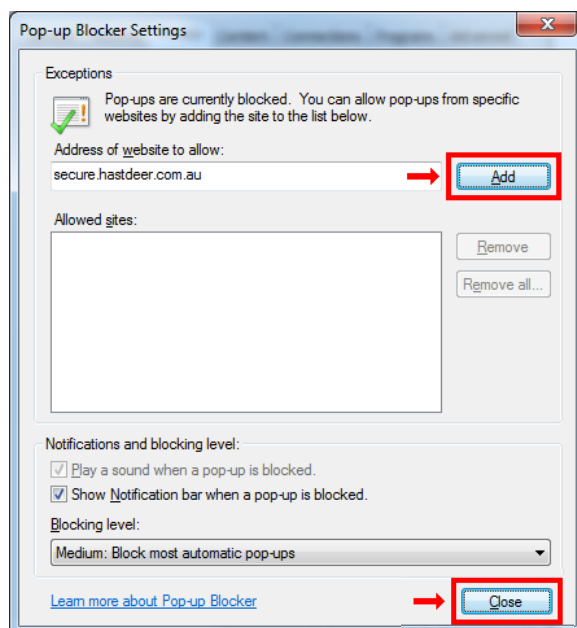 Pop-up Blocker Settings
Exceptions
Pop-ups are currently blocked. You can allow pop-ups from specific
websites by adding the site to the list below.
Address of website to allow:
secure.hastdeer.com.au
Add
Allowed sites:
Remove
Remove all...
Notifications and blocking level:
Play a sound when a pop-up is blocked.
Show Notification bar when a pop-up is blocked.
Blocking level:
Medium: Block most automatic pop-ups
Learn more about Pop-up Blocker
Close